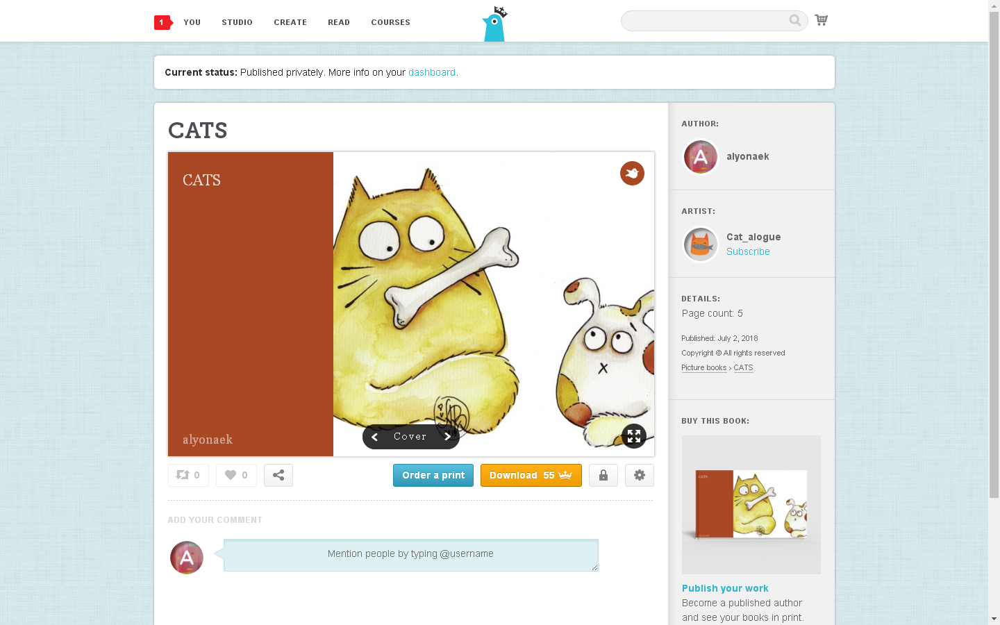 1 YOU STUDIO CREATE READ COURSES
Current status: Published privately. More info on your dashboard.
CATS
CATS
alyonaek
Cover
0 0 Order a print Download 55
ADD YOUR COMMENT
A
Mention people by typing @username
AUTHOR:
A
alyonaek
ARTIST:
Cat_alogue
Subscribe
DETAILS:
Page count: 5
Published: July 2, 2018
Copyright © All rights reserved
Picture books › CATS
BUY THIS BOOK:
CATS
Publish your work
Become a published author
and see your books in print.